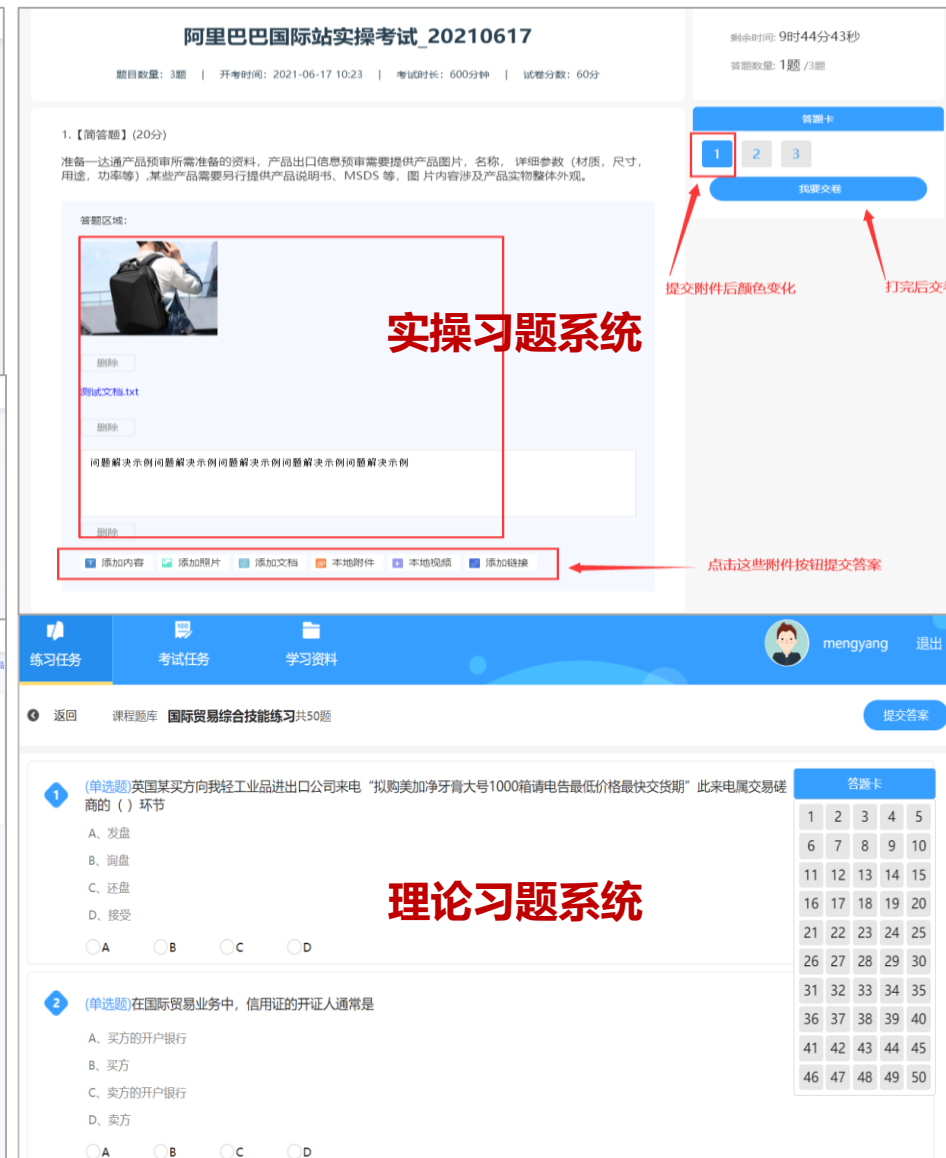 阿里巴巴国际站实操考试_20210617
题目数量：3题 | 开考时间：2021-06-17 10:23 | 考试时长：600分钟 | 试卷分数：60分
剩余时间: 9时44分43秒
答题数量: 1题 /3题
答题卡
1 2 3
我要交卷
提交附件后颜色变化
打完后交
1.【简答题】(20分)
准备一达通产品预审所需准备的资料，产品出口信息预审需要提供产品图片，名称， 详细参数（材质，尺寸，
用途，功率等）,某些产品需要另行提供产品说明书、MSDS 等，图 片内容涉及产品实物整体外观。
答题区域：
实操习题系统
删除
测试文档.txt
删除
问题解决示例问题解决示例问题解决示例问题解决示例问题解决示例
删除
添加内容 添加照片 添加文档 本地附件 本地视频 添加链接
点击这些附件按钮提交答案
练习任务 考试任务 学习资料 mengyang 退出
返回 课程题库 国际贸易综合技能练习共50题 提交答案
1 (单选题)英国某买方向我轻工业品进出口公司来电“拟购美加净牙膏大号1000箱请电告最低价格最快交货期”此来电属交易磋
商的（ ）环节
A、发盘
B、询盘
C、还盘
D、接受
A B C D
理论习题系统
2 (单选题)在国际贸易业务中，信用证的开证人通常是
A、买方的开户银行
B、买方
C、卖方的开户银行
D、卖方
A B C D
答题卡
1 2 3 4 5
6 7 8 9 10
11 12 13 14 15
16 17 18 19 20
21 22 23 24 25
26 27 28 29 30
31 32 33 34 35
36 37 38 39 40
41 42 43 44 45
46 47 48 49 50